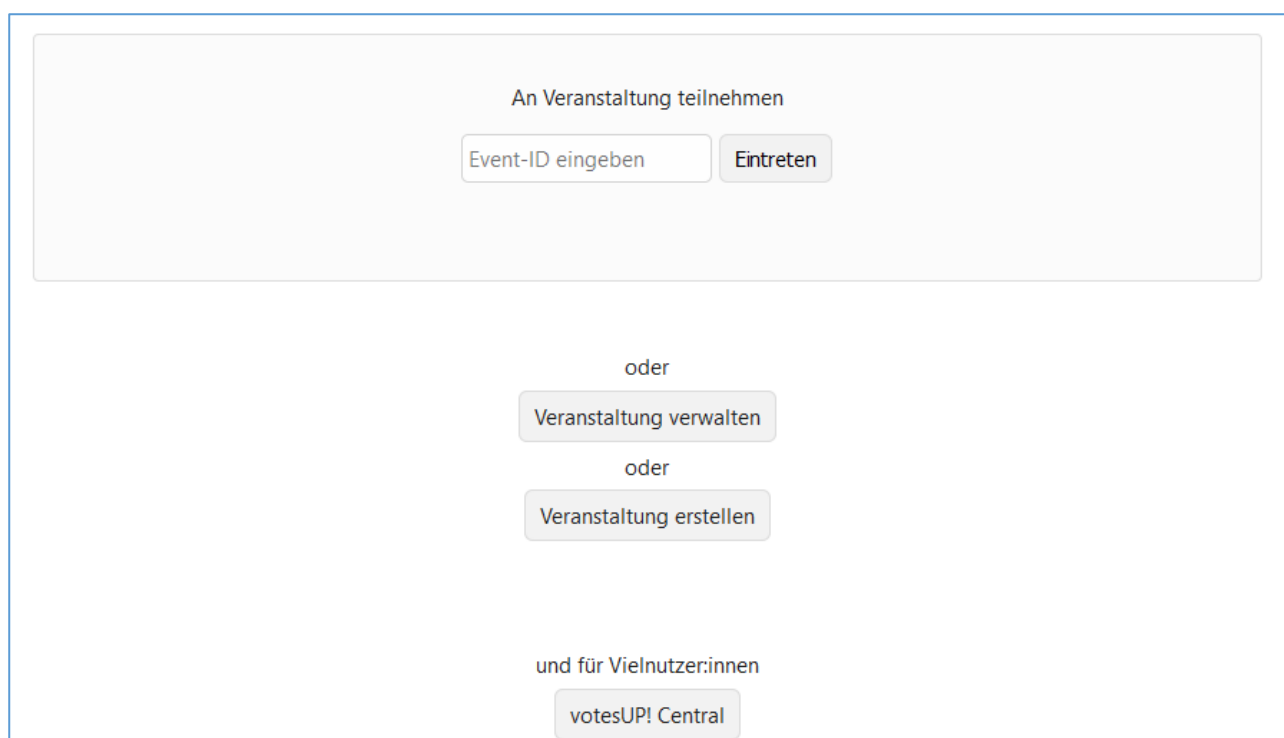 An Veranstaltung teilnehmen
Event-ID eingeben Eintreten
oder
Veranstaltung verwalten
oder
Veranstaltung erstellen
und für Vielnutzer:innen
votesUP! Central